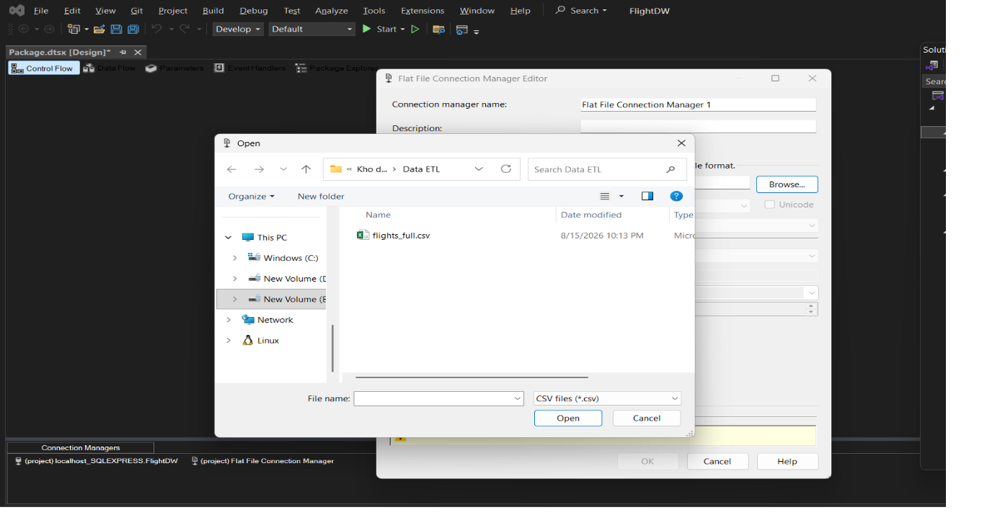 File Edit View Git Project Build Debug Test Analyze Tools Extensions Window Help Search FlightDW
Develop Default Start
Package.dtsx [Design]*
Control Flow Data Flow Parameters Event Handlers Package Explorer
Flat File Connection Manager Editor
Connection manager name: Flat File Connection Manager 1
Description:
le format.
Browse...
Unicode
Open
« Kho d... › Data ETL
Search Data ETL
Organize New folder
Name Date modified Type
This PC
Windows (C:)
New Volume (D
New Volume (E
Network
Linux
flights_full.csv 8/15/2026 10:13 PM Micro
File name:
CSV files (*.csv)
Open Cancel
OK Cancel Help
Connection Managers
(project) localhost_SQLEXPRESS.FlightDW (project) Flat File Connection Manager
Soluti
Searc